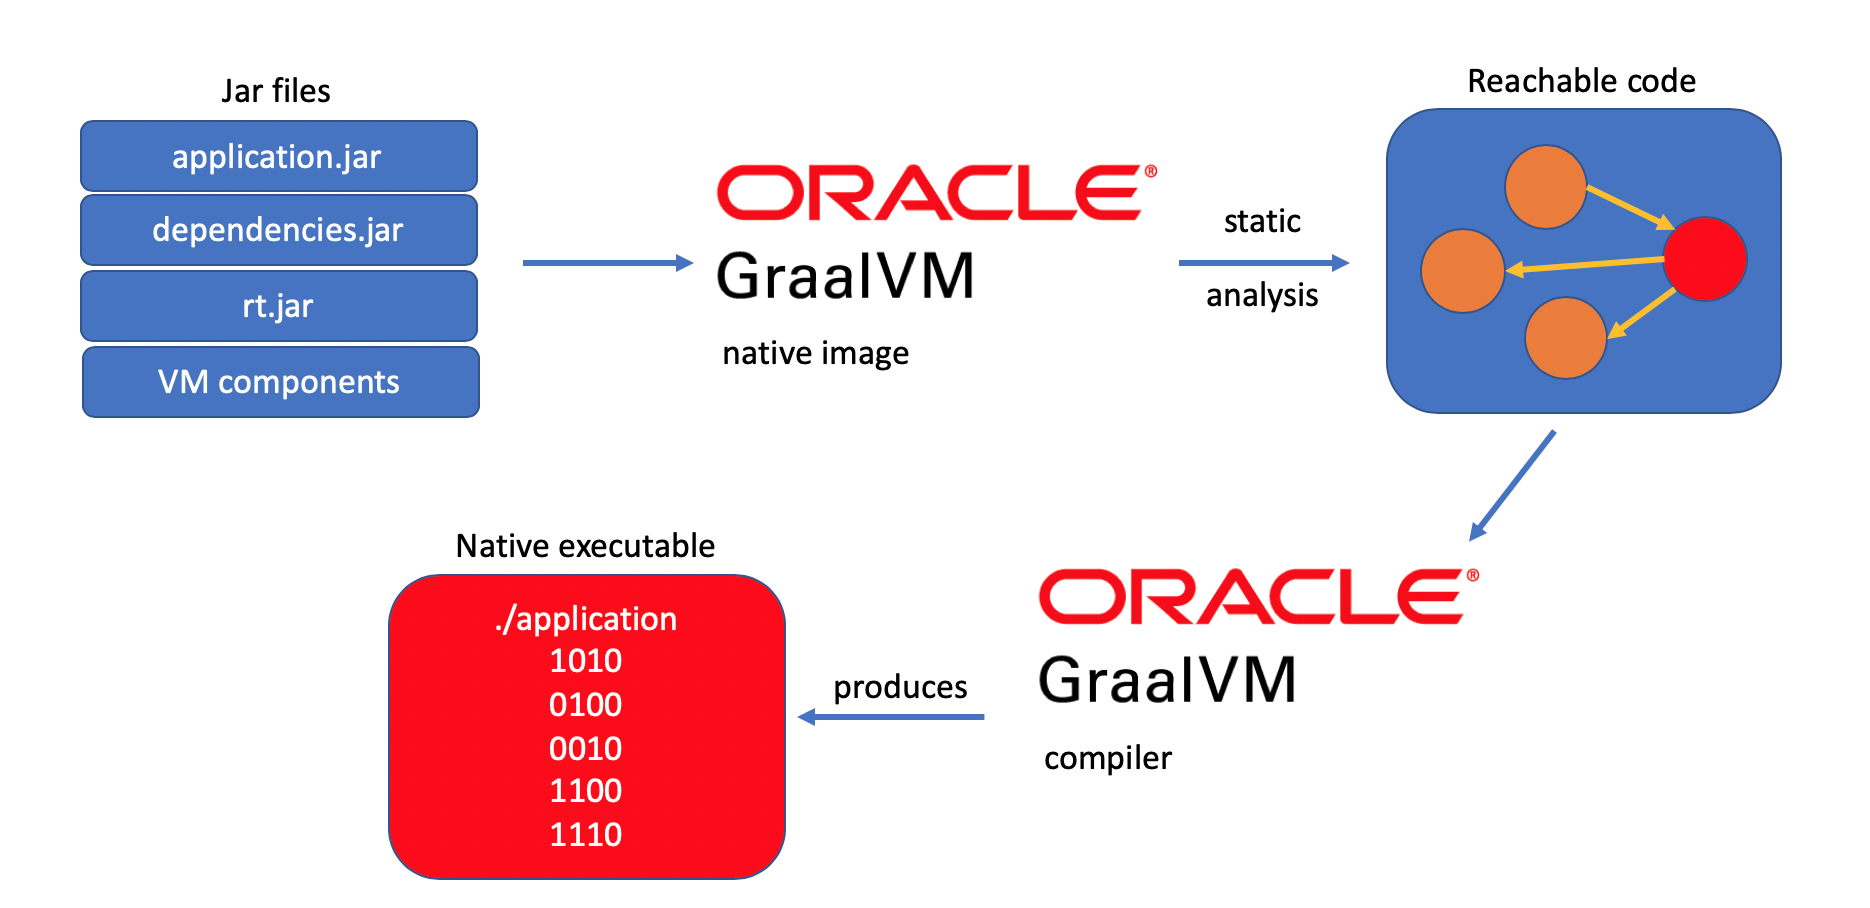 Jar files
application.jar
dependencies.jar
rt.jar
VM components
ORACLE®
GraalVM
native image
static
analysis
Reachable code
ORACLE®
GraalVM
compiler
produces
Native executable
./application
1010
0100
0010
1100
1110